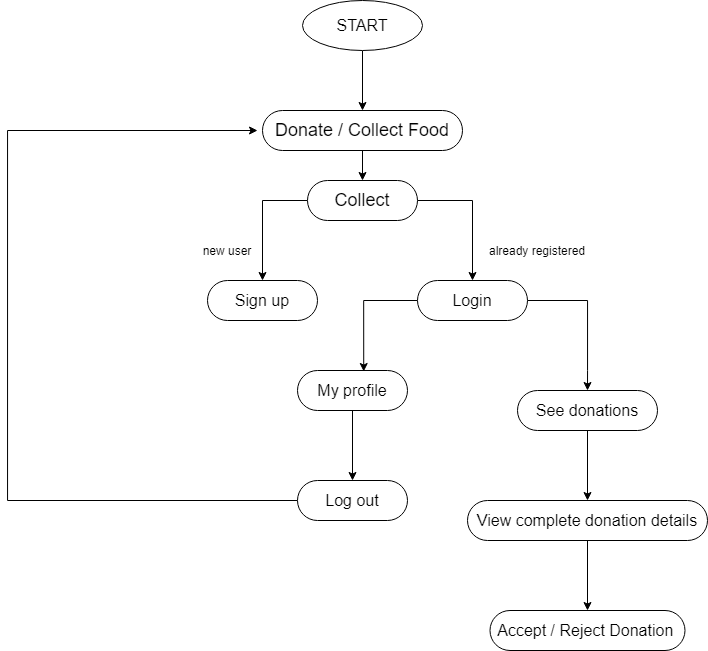 START
Donate / Collect Food
Collect
new user
already registered
Sign up
Login
My profile
See donations
Log out
View complete donation details
Accept / Reject Donation